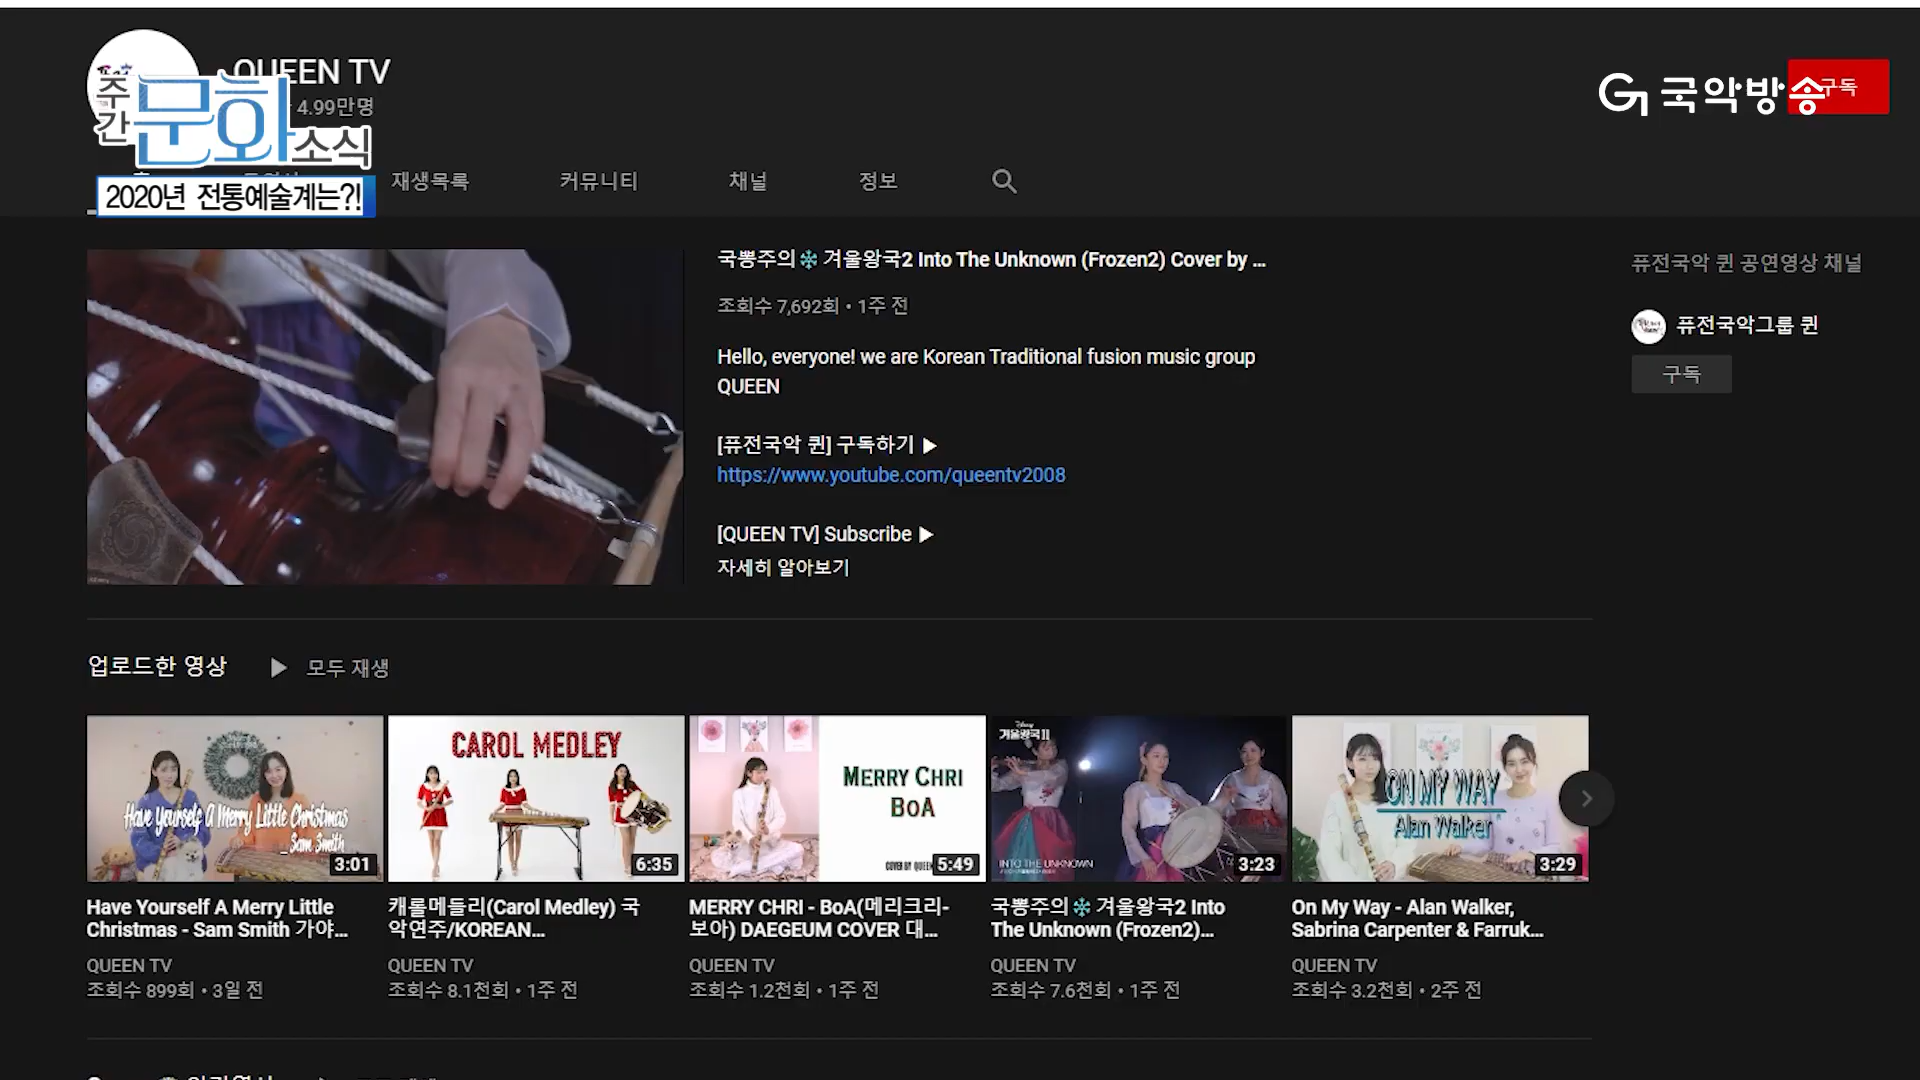 QUEEN TV
4.99만명
주간 문화소식
2020년 전통예술계는?!
국악방송
구독
재생목록
커뮤니티
채널
정보
국뽕주의❄겨울왕국2 Into The Unknown (Frozen2) Cover by ...
조회수 7,692회 • 1주 전
Hello, everyone! we are Korean Traditional fusion music group
QUEEN
[퓨전국악 퀸] 구독하기 ▶
https://www.youtube.com/queentv2008
[QUEEN TV] Subscribe ▶
자세히 알아보기
퓨전국악 퀸 공연영상 채널
퓨전국악그룹 퀸
구독
업로드한 영상
▶ 모두 재생
Have Yourself A Merry Little Christmas
_ Sam Smith
3:01
CAROL MEDLEY
6:35
MERRY CHRI
BOA
COVER BY QUEEN
5:49
Disney
겨울왕국II
INTO THE UNKNOWN
3:23
ON MY WAY
Alan Walker
3:29
Have Yourself A Merry Little
Christmas - Sam Smith 가야...
QUEEN TV
조회수 899회 • 3일 전
캐롤메들리(Carol Medley) 국
악연주/KOREAN...
QUEEN TV
조회수 8.1천회 • 1주 전
MERRY CHRI - BoA(메리크리-
보아) DAEGEUM COVER 대...
QUEEN TV
조회수 1.2천회 • 1주 전
국뽕주의❄겨울왕국2 Into
The Unknown (Frozen2)...
QUEEN TV
조회수 7.6천회 • 1주 전
On My Way - Alan Walker,
Sabrina Carpenter & Farruk...
QUEEN TV
조회수 3.2천회 • 2주 전